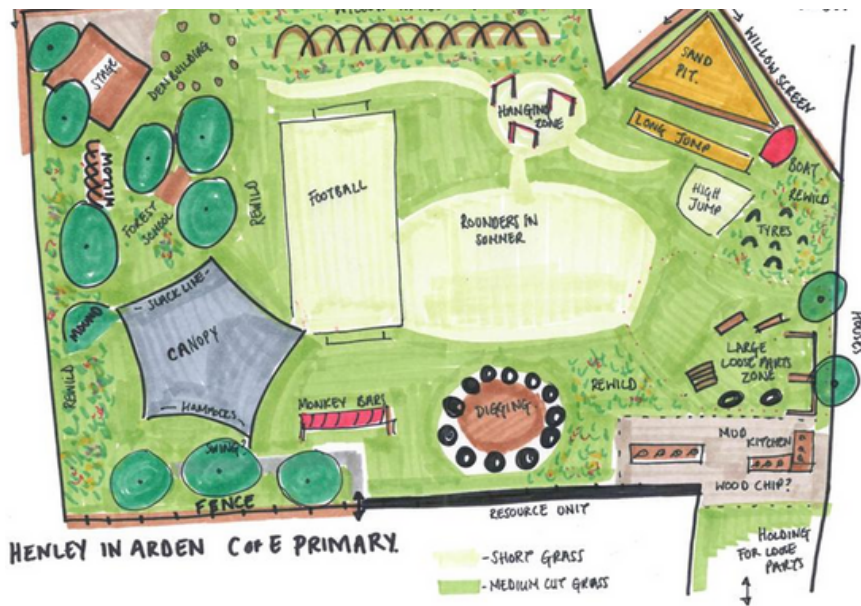 STAGE
DEN BUILDING
HANGING
ZONE
SAND
PIT.
WILLOW SCREEN
LONG JUMP
BOAT
HIGH
JUMP
REWILD
TYRES
WILLOW
FOREST
SCHOOL
REWILD
FOOTBALL
ROUNDERS IN
SUMMER
MOUND
SLACK LINE
CANOPY
HAMMOCKS
REWILD
SWING?
FENCE
MONKEY BARS
DIGGING
REWILD
LARGE
LOOSE PARTS
ZONE
HOUSES
MUD
KITCHEN
WOOD CHIP?
RESOURCE UNIT
HOLDING
FOR LOOSE
PARTS
HENLEY IN ARDEN C of E PRIMARY.
-SHORT GRASS
-MEDIUM CUT GRASS